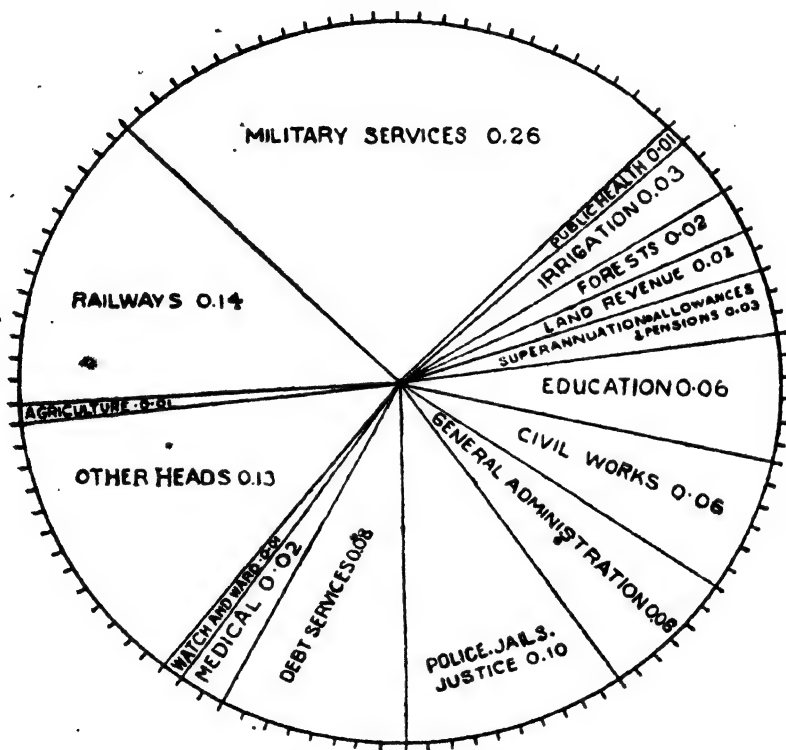 MILITARY SERVICES 0.26
PUBLIC HEALTH 0.01
IRRIGATION 0.03
FORESTS 0.02
LAND REVENUE 0.02
SUPERANNUATION ALLOWANCES
& PENSIONS 0.03
EDUCATION 0.06
CIVIL WORKS 0.06
GENERAL ADMINISTRATION
POLICE. JAILS.
JUSTICE 0.10
DEBT SERVICES 0.08
MEDICAL 0.02
WATCH AND WARD 0.01
OTHER HEADS 0.13
AGRICULTURE 0.01
RAILWAYS 0.14